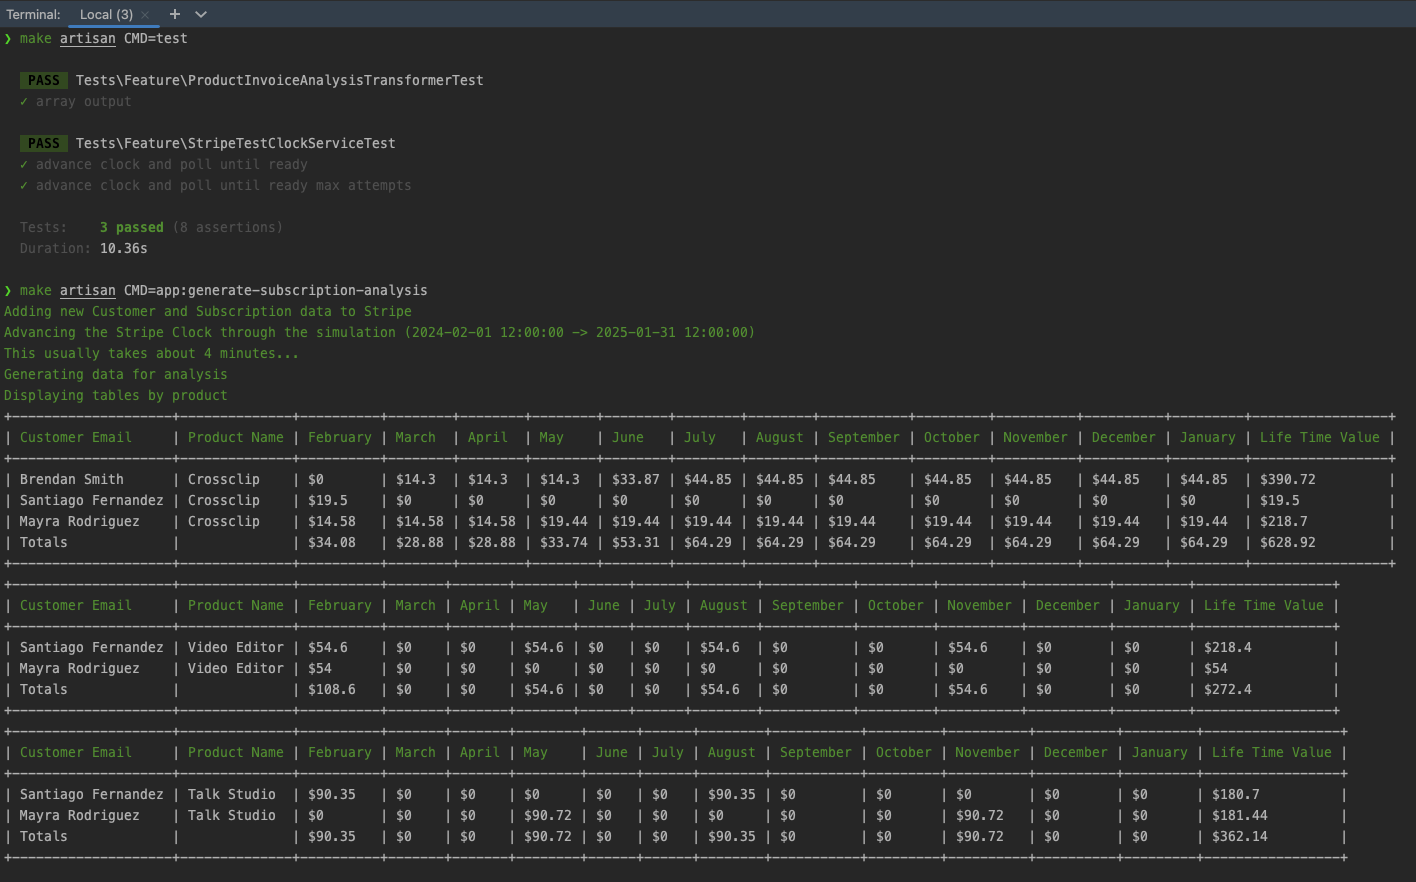 Terminal: Local (3) × +
❯ make artisan CMD=test
PASS Tests\Feature\ProductInvoiceAnalysisTransformerTest
✓ array output
PASS Tests\Feature\StripeTestClockServiceTest
✓ advance clock and poll until ready
✓ advance clock and poll until ready max attempts
Tests: 3 passed (8 assertions)
Duration: 10.36s
❯ make artisan CMD=app:generate-subscription-analysis
Adding new Customer and Subscription data to Stripe
Advancing the Stripe Clock through the simulation (2024-02-01 12:00:00 -> 2025-01-31 12:00:00)
This usually takes about 4 minutes...
Generating data for analysis
Displaying tables by product
| Customer Email | Product Name | February | March | April | May | June | July | August | September | October | November | December | January | Life Time Value |
| Brendan Smith | Crossclip | $0 | $14.3 | $14.3 | $14.3 | $33.87 | $44.85 | $44.85 | $44.85 | $44.85 | $44.85 | $44.85 | $44.85 | $390.72 |
| Santiago Fernandez | Crossclip | $19.5 | $0 | $0 | $0 | $0 | $0 | $0 | $0 | $0 | $0 | $0 | $0 | $19.5 |
| Mayra Rodriguez | Crossclip | $14.58 | $14.58 | $14.58 | $19.44 | $19.44 | $19.44 | $19.44 | $19.44 | $19.44 | $19.44 | $19.44 | $19.44 | $218.7 |
| Totals | | $34.08 | $28.88 | $28.88 | $33.74 | $53.31 | $64.29 | $64.29 | $64.29 | $64.29 | $64.29 | $64.29 | $64.29 | $628.92 |
| Customer Email | Product Name | February | March | April | May | June | July | August | September | October | November | December | January | Life Time Value |
| Santiago Fernandez | Video Editor | $54.6 | $0 | $0 | $54.6 | $0 | $0 | $54.6 | $0 | $0 | $54.6 | $0 | $0 | $218.4 |
| Mayra Rodriguez | Video Editor | $54 | $0 | $0 | $0 | $0 | $0 | $0 | $0 | $0 | $0 | $0 | $0 | $54 |
| Totals | | $108.6 | $0 | $0 | $54.6 | $0 | $0 | $54.6 | $0 | $0 | $54.6 | $0 | $0 | $272.4 |
| Customer Email | Product Name | February | March | April | May | June | July | August | September | October | November | December | January | Life Time Value |
| Santiago Fernandez | Talk Studio | $90.35 | $0 | $0 | $0 | $0 | $0 | $90.35 | $0 | $0 | $0 | $0 | $0 | $180.7 |
| Mayra Rodriguez | Talk Studio | $0 | $0 | $0 | $90.72 | $0 | $0 | $0 | $0 | $0 | $90.72 | $0 | $0 | $181.44 |
| Totals | | $90.35 | $0 | $0 | $90.72 | $0 | $0 | $90.35 | $0 | $0 | $90.72 | $0 | $0 | $362.14 |